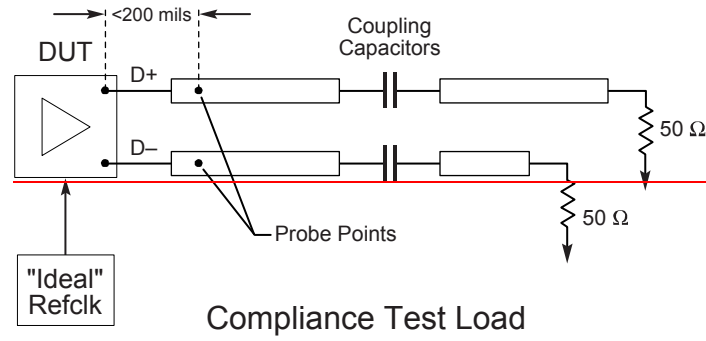 <200 mils
DUT
Coupling
Capacitors
D+
50 Ω
D–
50 Ω
Probe Points
"Ideal"
Refclk
Compliance Test Load